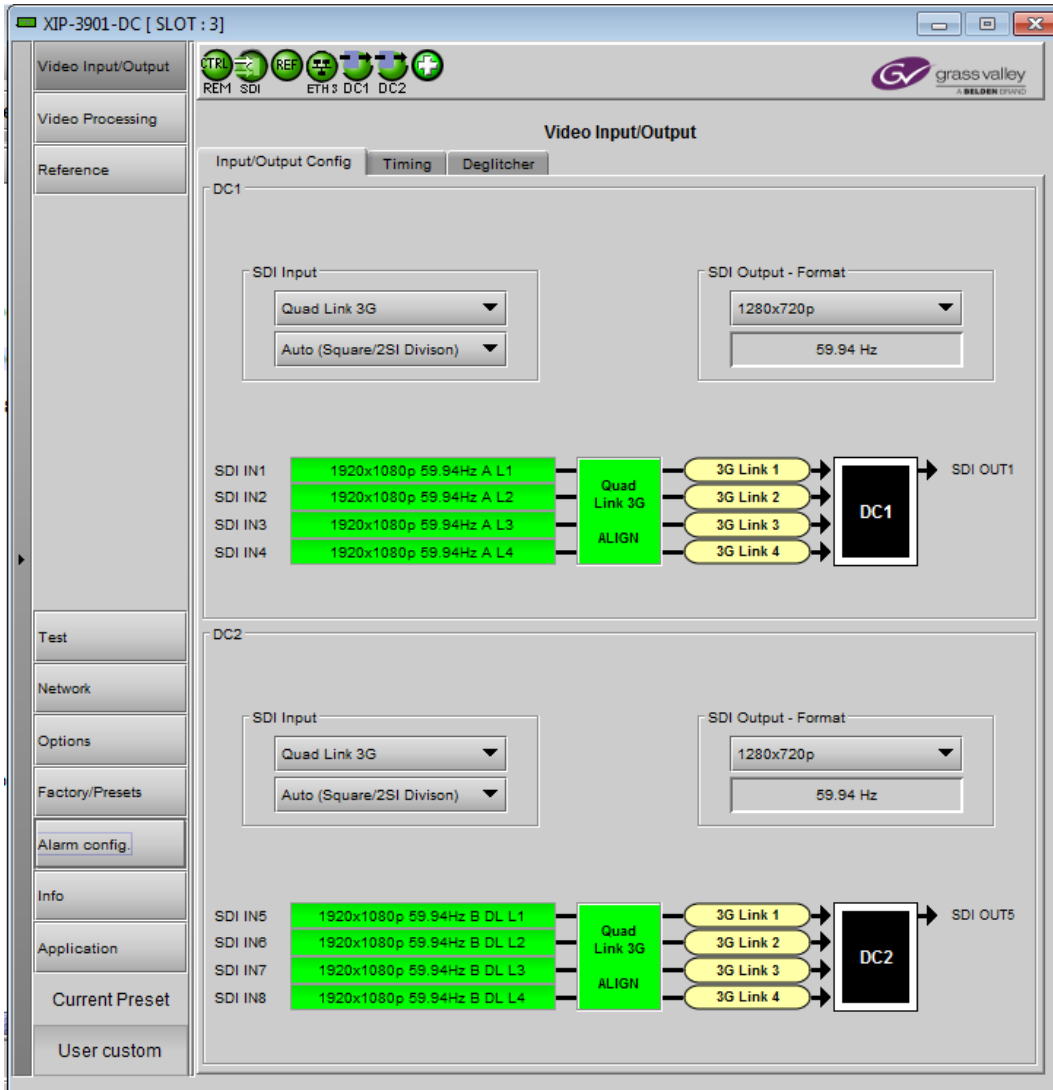 XIP-3901-DC [ SLOT : 3]
Video Input/Output
Video Processing
Reference
Test
Network
Options
Factory/Presets
Alarm config.
Info
Application
Current Preset
User custom
CTRL
REF
REM SDI ETH 3 DC1 DC2
GV grass valley
A BELDEN BRAND
Video Input/Output
Input/Output Config Timing Deglitcher
DC1
SDI Input
Quad Link 3G
Auto (Square/2SI Divison)
SDI Output - Format
1280x720p
59.94 Hz
SDI IN1 1920x1080p 59.94Hz A L1
SDI IN2 1920x1080p 59.94Hz A L2
SDI IN3 1920x1080p 59.94Hz A L3
SDI IN4 1920x1080p 59.94Hz A L4
Quad
Link 3G
ALIGN
3G Link 1
3G Link 2
3G Link 3
3G Link 4
DC1
SDI OUT1
DC2
SDI Input
Quad Link 3G
Auto (Square/2SI Divison)
SDI Output - Format
1280x720p
59.94 Hz
SDI IN5 1920x1080p 59.94Hz B DL L1
SDI IN6 1920x1080p 59.94Hz B DL L2
SDI IN7 1920x1080p 59.94Hz B DL L3
SDI IN8 1920x1080p 59.94Hz B DL L4
Quad
Link 3G
ALIGN
3G Link 1
3G Link 2
3G Link 3
3G Link 4
DC2
SDI OUT5